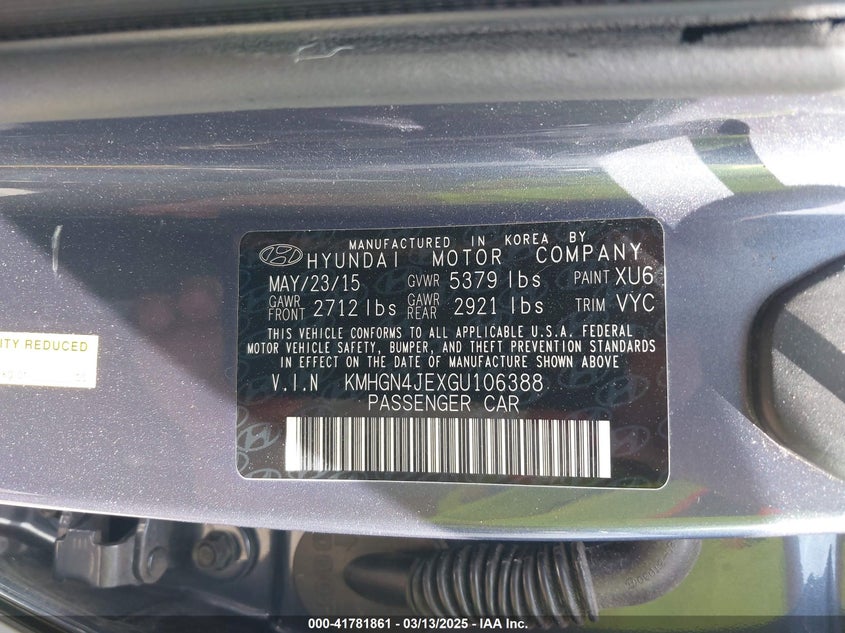 MANUFACTURED IN KOREA BY
HYUNDAI MOTOR COMPANY
MAY/23/15 GVWR 5379 lbs PAINT XU6
GAWR FRONT 2712 lbs GAWR REAR 2921 lbs TRIM VYC
THIS VEHICLE CONFORMS TO ALL APPLICABLE U.S.A. FEDERAL
MOTOR VEHICLE SAFETY, BUMPER, AND THEFT PREVENTION STANDARDS
IN EFFECT ON THE DATE OF MANUFACTURE SHOWN ABOVE
V.I.N KMHGN4JEXGU106388
PASSENGER CAR
ITY REDUCED
000-41781861 - 03/13/2025 - IAA Inc.